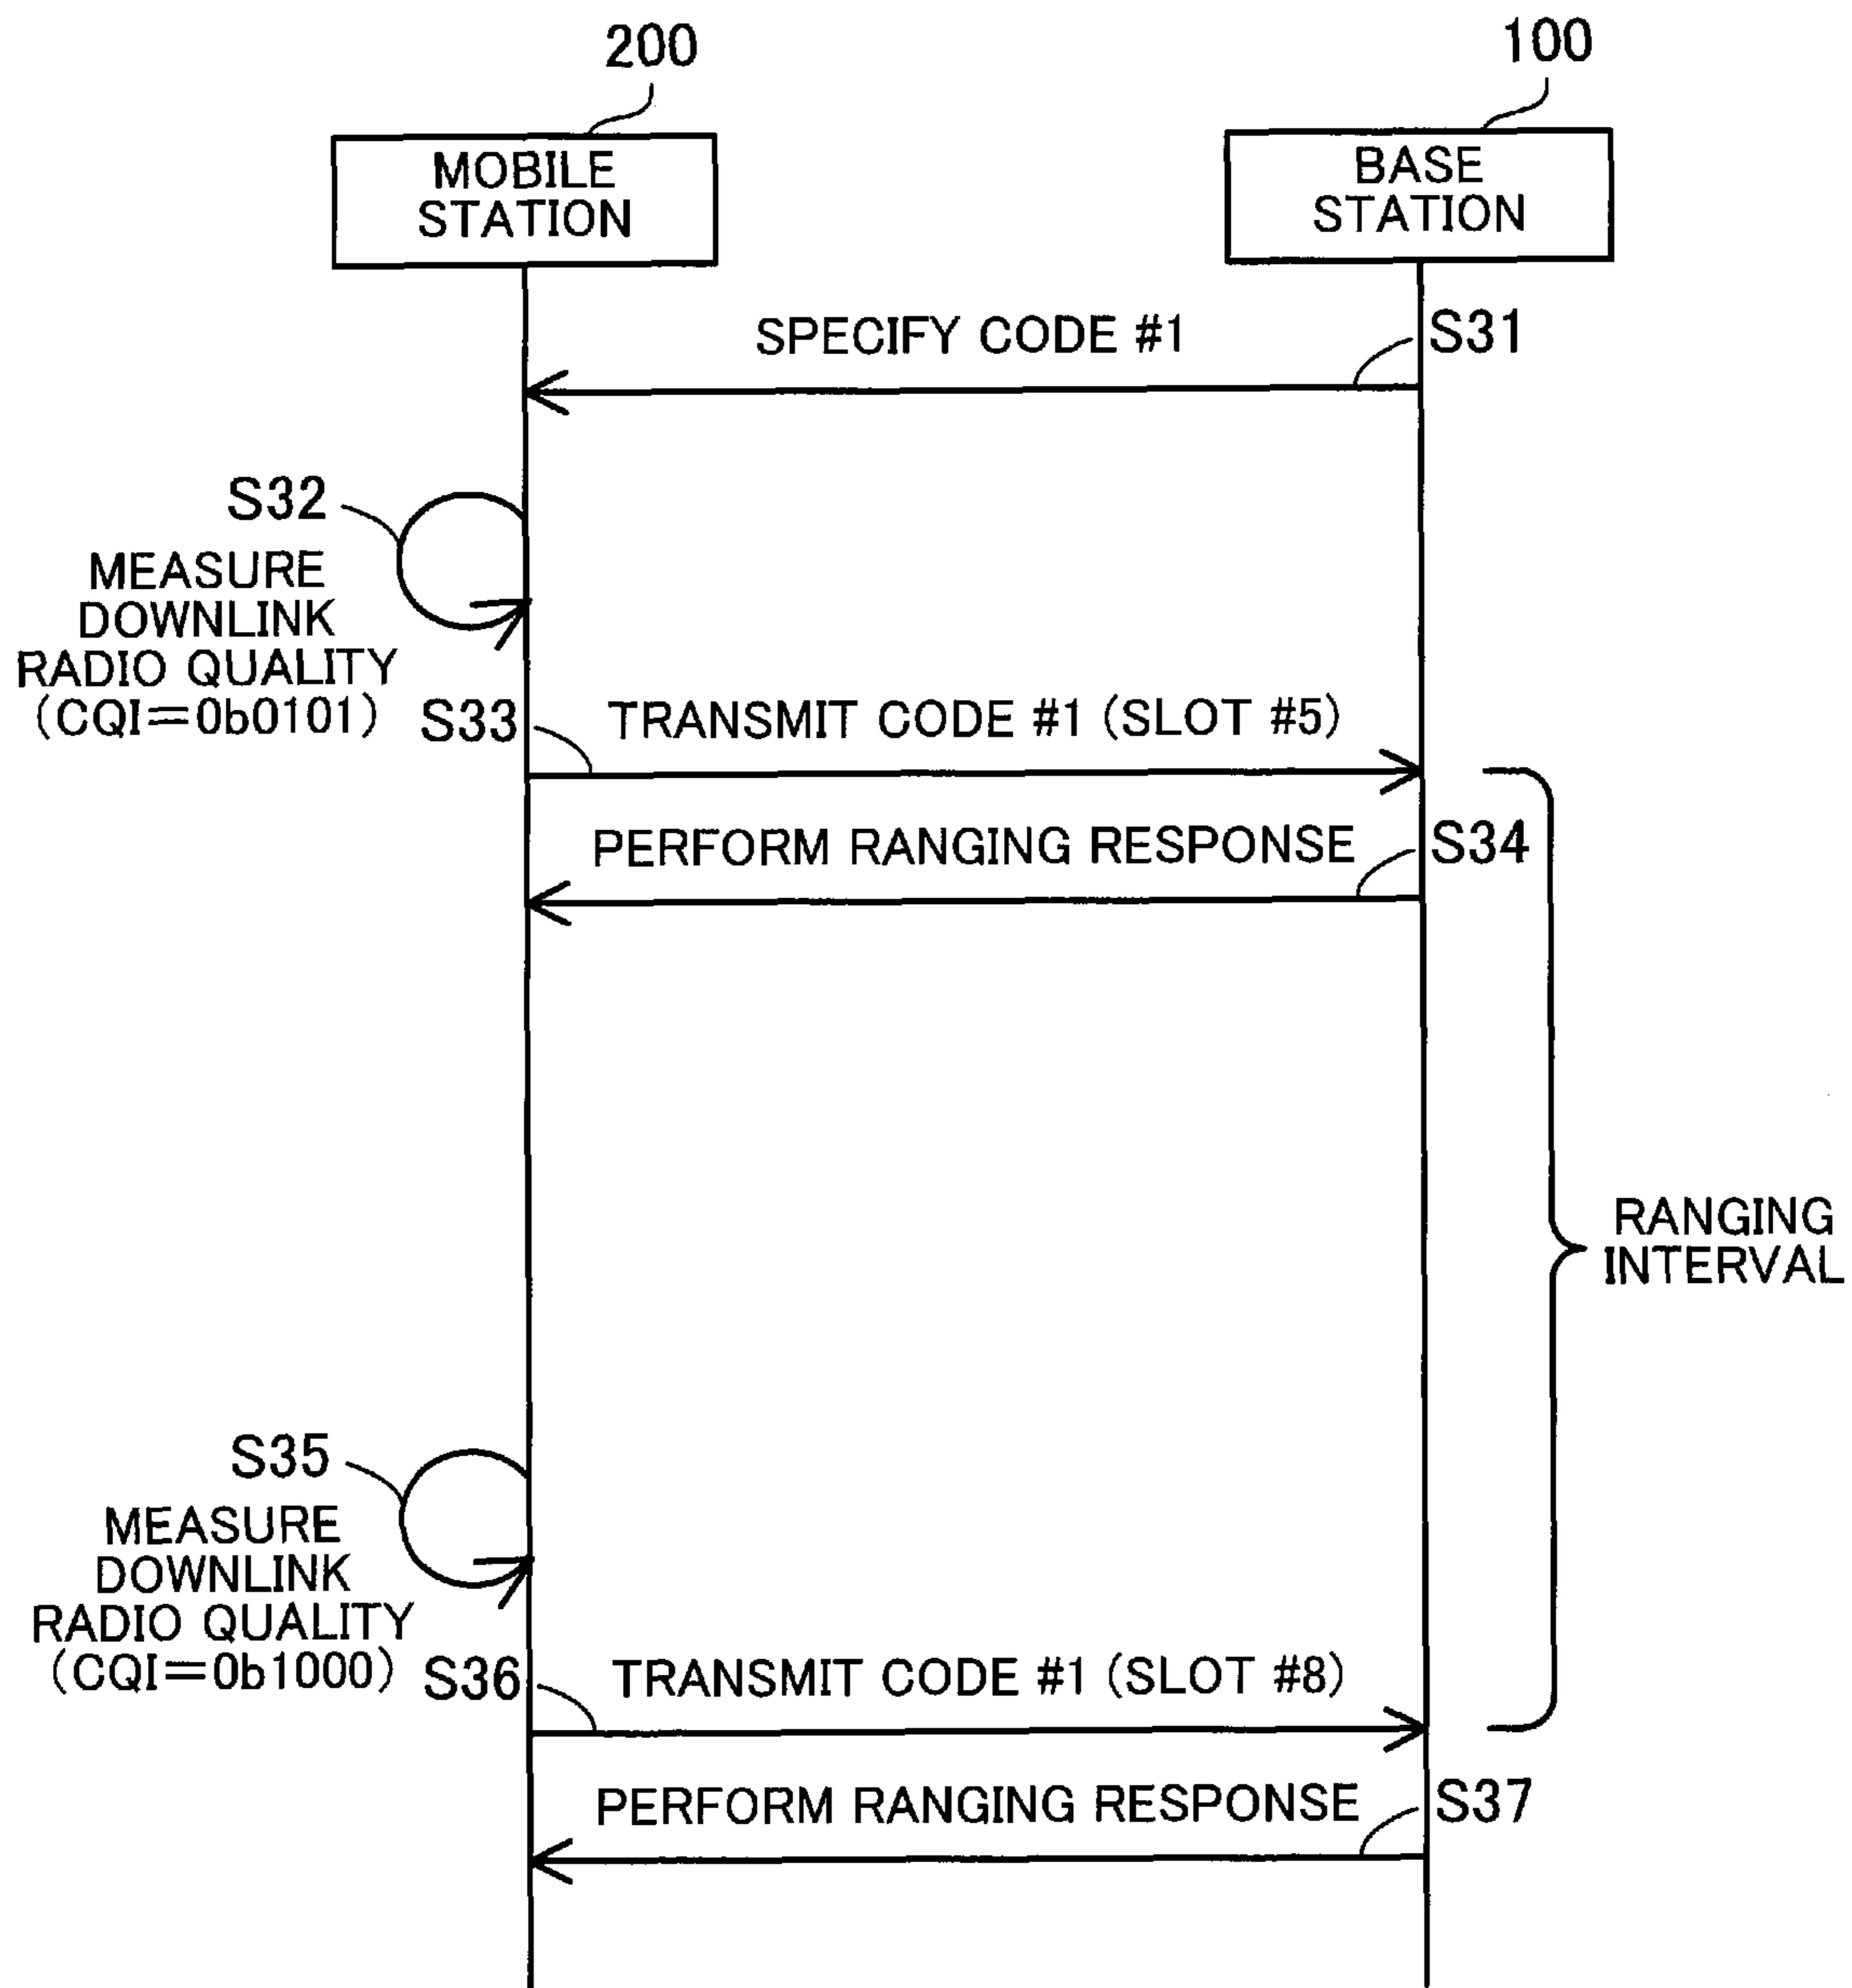 200
100
MOBILE
STATION
BASE
STATION
SPECIFY CODE #1
S31
S32
MEASURE
DOWNLINK
RADIO QUALITY
(CQI=0b0101)
S33
TRANSMIT CODE #1 (SLOT #5)
PERFORM RANGING RESPONSE
S34
RANGING
INTERVAL
S35
MEASURE
DOWNLINK
RADIO QUALITY
(CQI=0b1000)
S36
TRANSMIT CODE #1 (SLOT #8)
PERFORM RANGING RESPONSE
S37